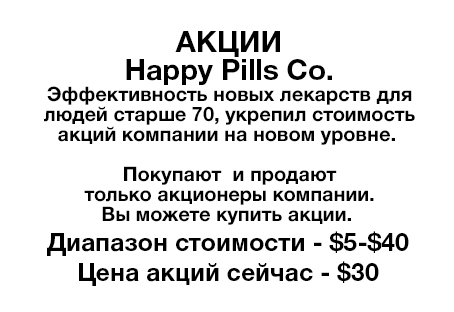 АКЦИИ
Happy Pills Co.
Эффективность новых лекарств для
людей старше 70, укрепил стоимость
акций компании на новом уровне.
Покупают и продают
только акционеры компании.
Вы можете купить акции.
Диапазон стоимости - $5-$40
Цена акций сейчас - $30